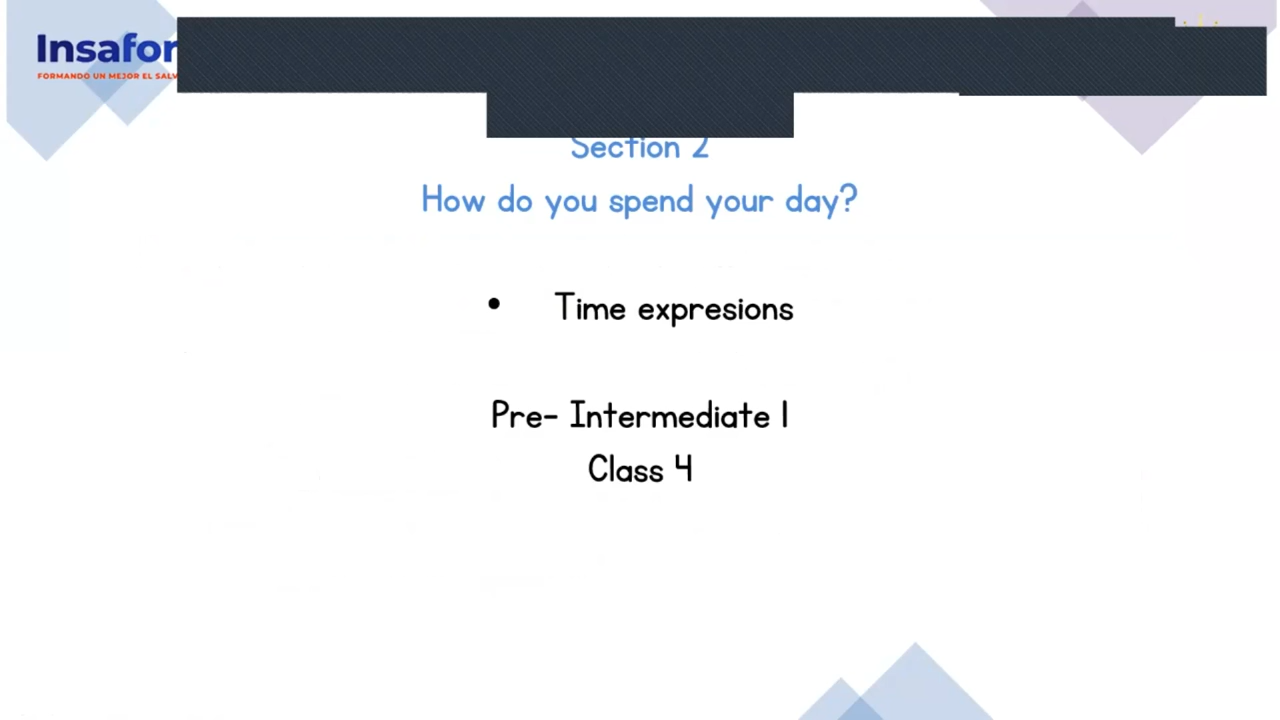 Insafor
FORMANDO UN MEJOR EL
Section 2
How do you spend your day?
• Time expresions
Pre- Intermediate 1
Class 4